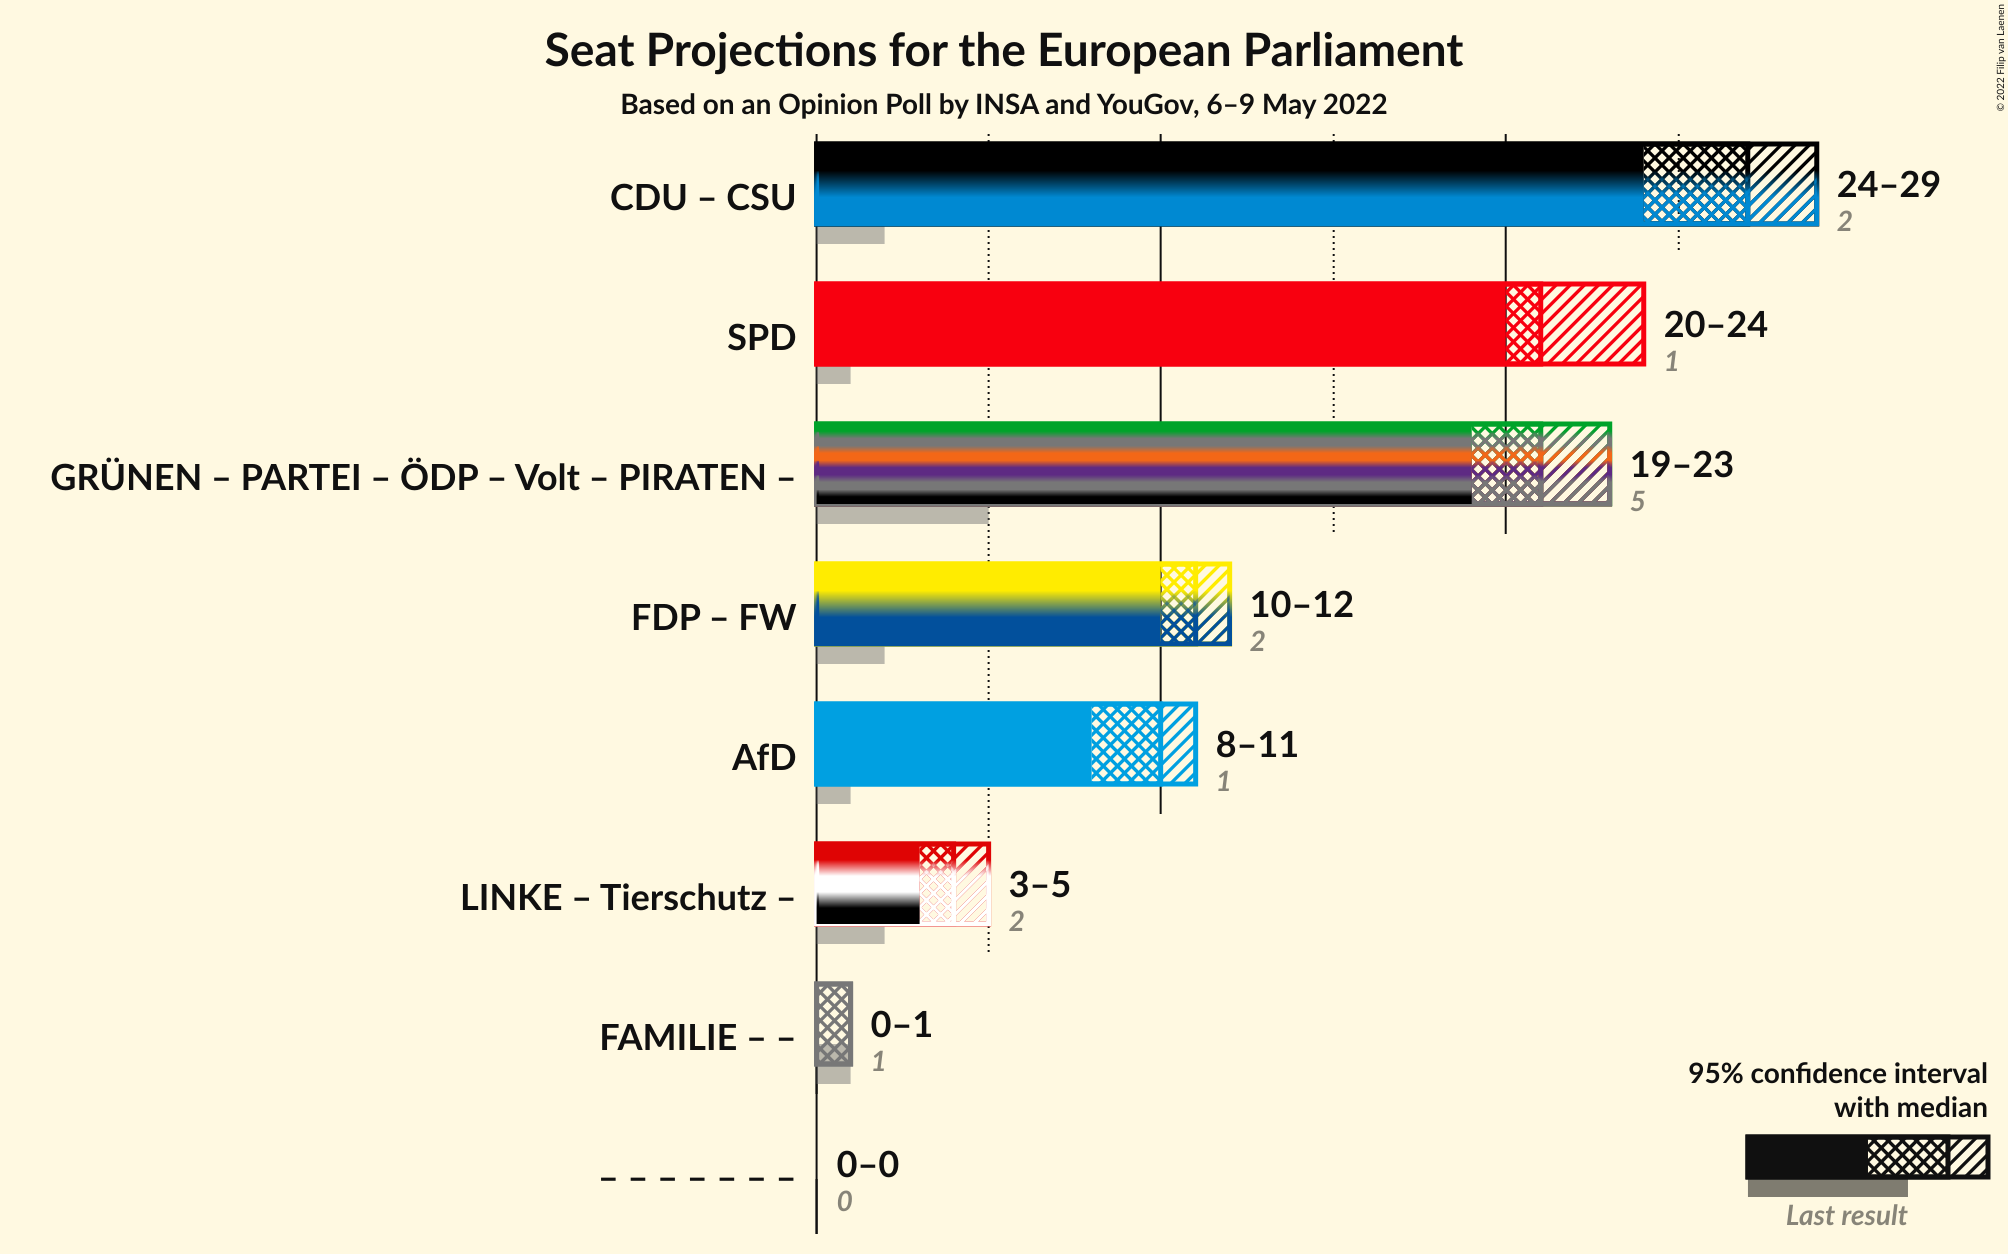 Seat Projections for the European Parliament
Based on an Opinion Poll by INSA and YouGov, 6–9 May 2022
© 2022 Filip van Laenen
CDU – CSU
24–29
2
SPD
20–24
1
GRÜNEN – PARTEI – ÖDP – Volt – PIRATEN –
19–23
5
FDP – FW
10–12
2
AfD
8–11
1
LINKE – Tierschutz –
3–5
2
FAMILIE – –
0–1
1
– – – – – – –
0–0
0
95% confidence interval
with median
Last result